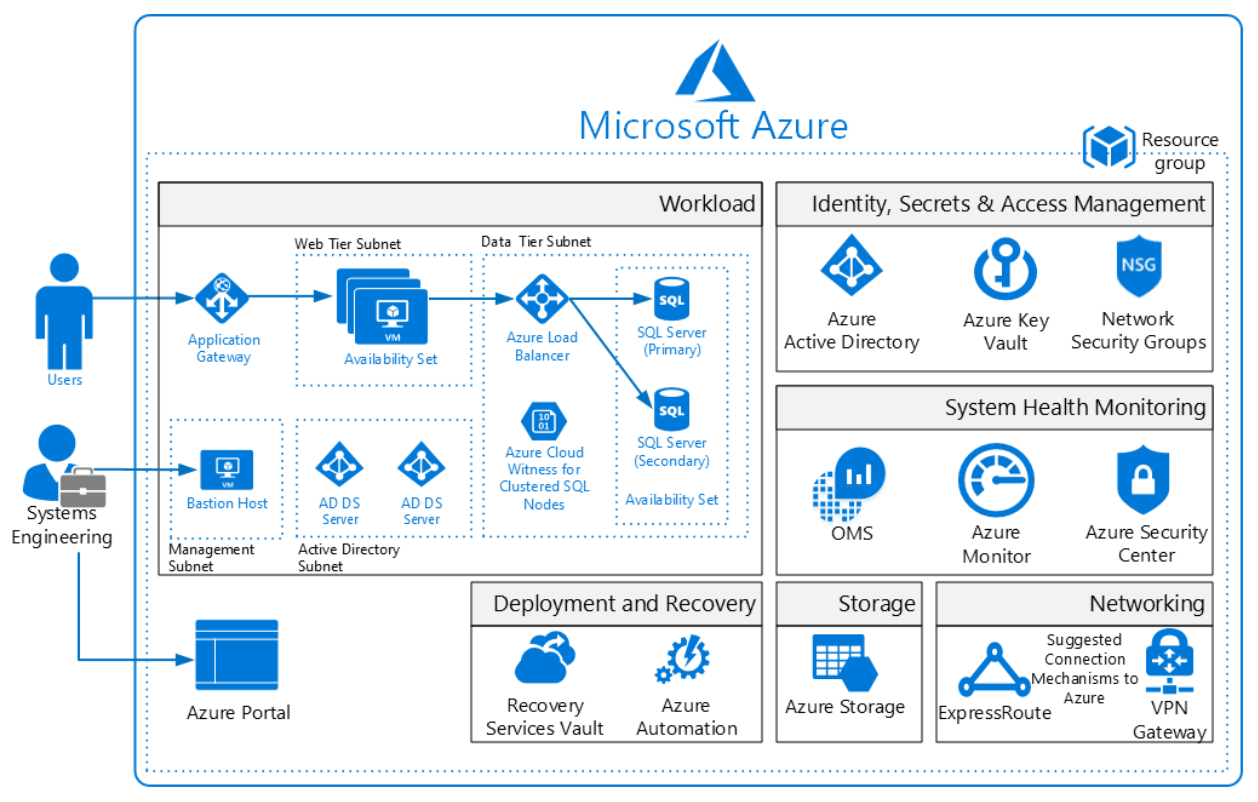 Microsoft Azure
Resource
group
Workload
Identity, Secrets & Access Management
Web Tier Subnet
Data Tier Subnet
NSG
SQL
VM
Application
Gateway
Availability Set
Azure Load
Balancer
SQL Server
(Primary)
Azure
Active Directory
Azure Key
Vault
Network
Security Groups
Users
System Health Monitoring
10
01
SQL
SQL Server
(Secondary)
Azure Cloud
Witness for
Clustered SQL
Nodes
Availability Set
VM
Bastion Host
AD DS
Server
AD DS
Server
Systems
Engineering
Management
Subnet
Active Directory
Subnet
OMS
Azure
Monitor
Azure Security
Center
Deployment and Recovery
Storage
Networking
Azure Portal
Recovery
Services Vault
Azure
Automation
Azure Storage
ExpressRoute
Suggested
Connection
Mechanisms to
Azure
VPN
Gateway